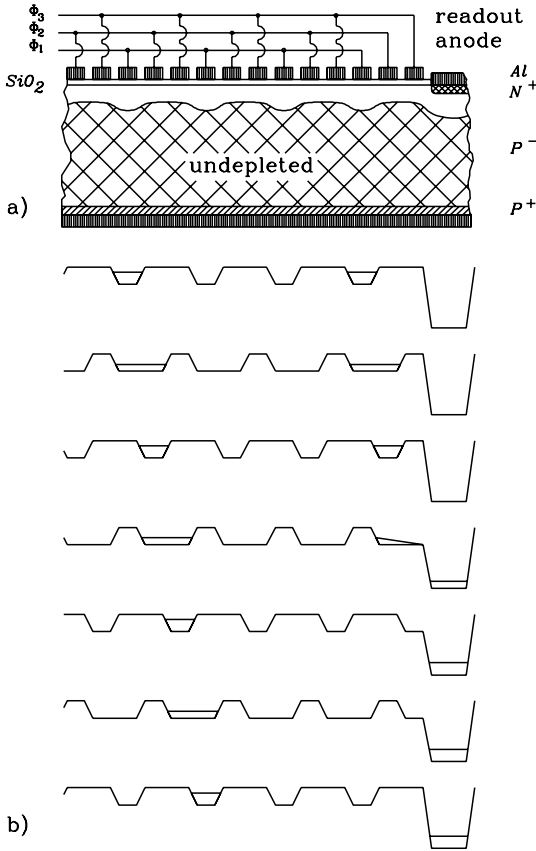 Φ3
Φ2
Φ1
readout
anode
SiO2
Al
N+
P−
undepleted
a)
P+
b)